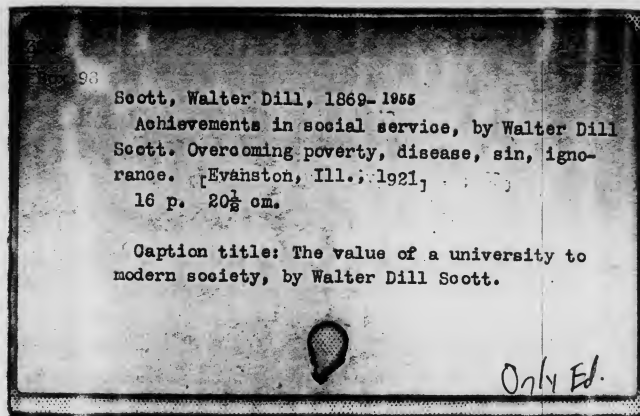 Scott, Walter Dill, 1869-1955
Achievements in social service, by Walter Dill
Scott. Overcoming poverty, disease, sin, igno-
rance. [Evanston, Ill.; 1921]
16 p. 20½ cm.
Caption title: The value of a university to
modern society, by Walter Dill Scott.
Only Ed.